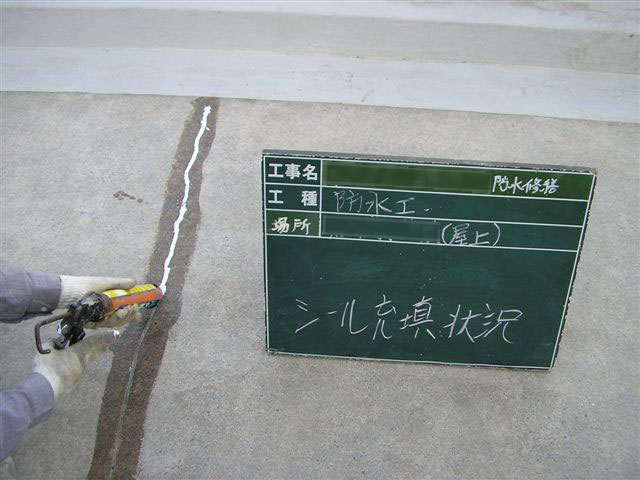 工事名 防水修繕
工種 防水工
場所 (屋上)
シール充填状況